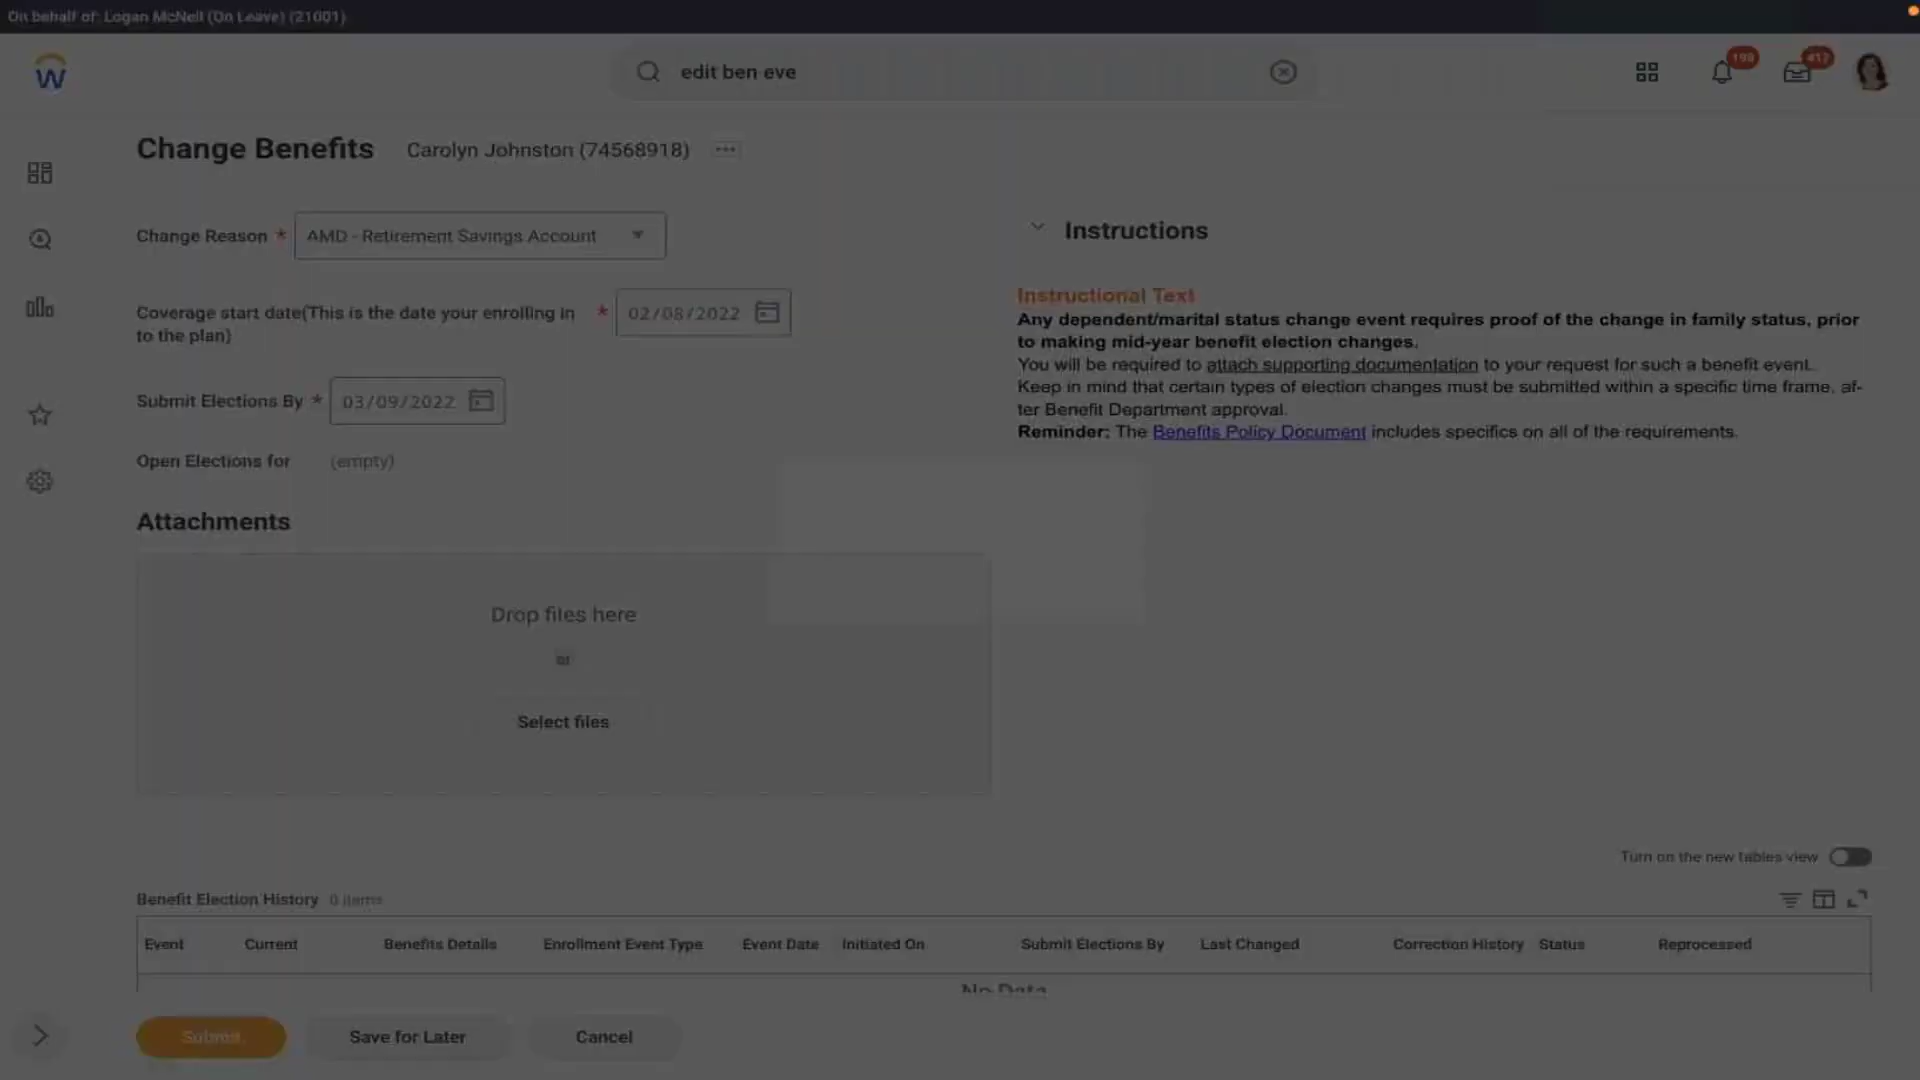 On behalf of: Logan McNeil (On Leave) (21001)
W
edit ben eve
198
417
Change Benefits Carolyn Johnston (74568918)
Change Reason * AMD - Retirement Savings Account
Coverage start date(This is the date your enrolling in
to the plan) * 02/08/2022
Submit Elections By * 03/09/2022
Open Elections for (empty)
Attachments
Drop files here
or
Select files
Instructions
Instructional Text
Any dependent/marital status change event requires proof of the change in family status, prior
to making mid-year benefit election changes.
You will be required to attach supporting documentation to your request for such a benefit event.
Keep in mind that certain types of election changes must be submitted within a specific time frame, af-
ter Benefit Department approval.
Reminder: The Benefits Policy Document includes specifics on all of the requirements.
Turn on the new tables view
Benefit Election History 0 items
Event Current Benefits Details Enrollment Event Type Event Date Initiated On Submit Elections By Last Changed Correction History Status Reprocessed
No Data
Submit Save for Later Cancel